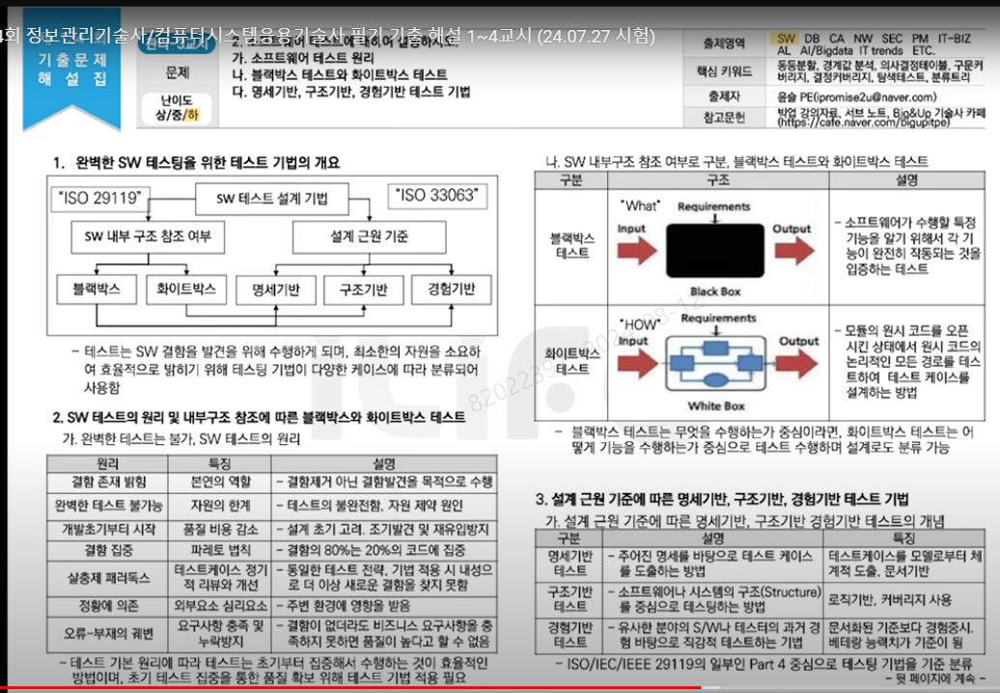 4회 정보관리기술사/컴퓨터시스템응용기술사 필기 기출 해설 1~4교시 (24.07.27 시험)
기출문제
해 설 집
문제
난이도
상/중/하
가. 소프트웨어 테스트 원리
나. 블랙박스 테스트와 화이트박스 테스트
다. 명세기반, 구조기반, 경험기반 테스트 기법
출제영역
SW DB CA NW SEC PM IT-BIZ
AL AI/Bigdata IT trends ETC.
핵심 키워드
동등분할, 경계값 분석, 의사결정테이블, 구문커
버리지, 결정커버리지, 탐색테스트, 분류트리
출제자
윤슬 PE(ipromise2u@naver.com)
참고문헌
빅업 강의자료, 서브 노트, Big&Up 기술사 카페
(https://cafe.naver.com/bigupitpe)
1. 완벽한 SW 테스팅을 위한 테스트 기법의 개요
"ISO 29119"
SW 테스트 설계 기법
"ISO 33063"
SW 내부 구조 참조 여부
설계 근원 기준
블랙박스
화이트박스
명세기반
구조기반
경험기반
– 테스트는 SW 결함을 발견을 위해 수행하게 되며, 최소한의 자원을 소요하
여 효율적으로 밝히기 위해 테스팅 기법이 다양한 케이스에 따라 분류되어
사용함
2. SW 테스트의 원리 및 내부구조 참조에 따른 블랙박스와 화이트박스 테스트
가. 완벽한 테스트는 불가, SW 테스트의 원리
원리 특징 설명
결함 존재 밝힘 본연의 역할 – 결함제거 아닌 결함발견을 목적으로 수행
완벽한 테스트 불가능 자원의 한계 – 테스트의 불완전함, 자원 제약 원인
개발초기부터 시작 품질 비용 감소 – 설계 초기 고려. 조기발견 및 재유입방지
결함 집중 파레토 법칙 – 결함의 80%는 20%의 코드에 집중
살충제 패러독스
테스트케이스 정기
적 리뷰와 개선
– 동일한 테스트 전략, 기법 적용 시 내성으
로 더 이상 새로운 결함을 찾지 못함
정황에 의존 외부요소 심리요소 – 주변 환경에 영향을 받음
오류-부재의 궤변
요구사항 충족 및
누락방지
– 결함이 없더라도 비즈니스 요구사항을 충
족하지 못하면 품질이 높다고 할 수 없음
– 테스트 기본 원리에 따라 테스트는 초기부터 집중해서 수행하는 것이 효율적인
방법이며, 초기 테스트 집중을 통한 품질 확보 위해 테스트 기법 적용 필요
나. SW 내부구조 참조 여부로 구분, 블랙박스 테스트와 화이트박스 테스트
구분 구조 설명
블랙박스
테스트
"What"
Requirements
Input
Output
Black Box
– 소프트웨어가 수행할 특정
기능을 알기 위해서 각 기
능이 완전히 작동되는 것을
입증하는 테스트
화이트박스
테스트
"HOW"
Requirements
Input
Output
White Box
– 모듈의 원시 코드를 오픈
시킨 상태에서 원시 코드의
논리적인 모든 경로를 테스
트하여 테스트 케이스를
설계하는 방법
– 블랙박스 테스트는 무엇을 수행하는가 중심이라면, 화이트박스 테스트는 어
떻게 기능을 수행하는가 중심으로 테스트 수행하며 설계로도 분류 가능
3. 설계 근원 기준에 따른 명세기반, 구조기반, 경험기반 테스트 기법
가. 설계 근원 기준에 따른 명세기반, 구조기반 경험기반 테스트의 개념
구분 설명 특징
명세기반
테스트
– 주어진 명세를 바탕으로 테스트 케이스
를 도출하는 방법
테스트케이스를 모델로부터 체
계적 도출, 문서기반
구조기반
테스트
– 소프트웨어나 시스템의 구조(Structure)
를 중심으로 테스팅하는 방법
로직기반, 커버리지 사용
경험기반
테스트
– 유사한 분야의 S/W나 테스터의 과거 경
험 바탕으로 직감적 테스트하는 기법
문서화된 기준보다 경험중시.
베테랑 능력치가 기준이 됨
– ISO/IEC/IEEE 29119의 일부인 Part 4 중심으로 테스팅 기법을 기준 분류
– 뒷 페이지에 계속 –